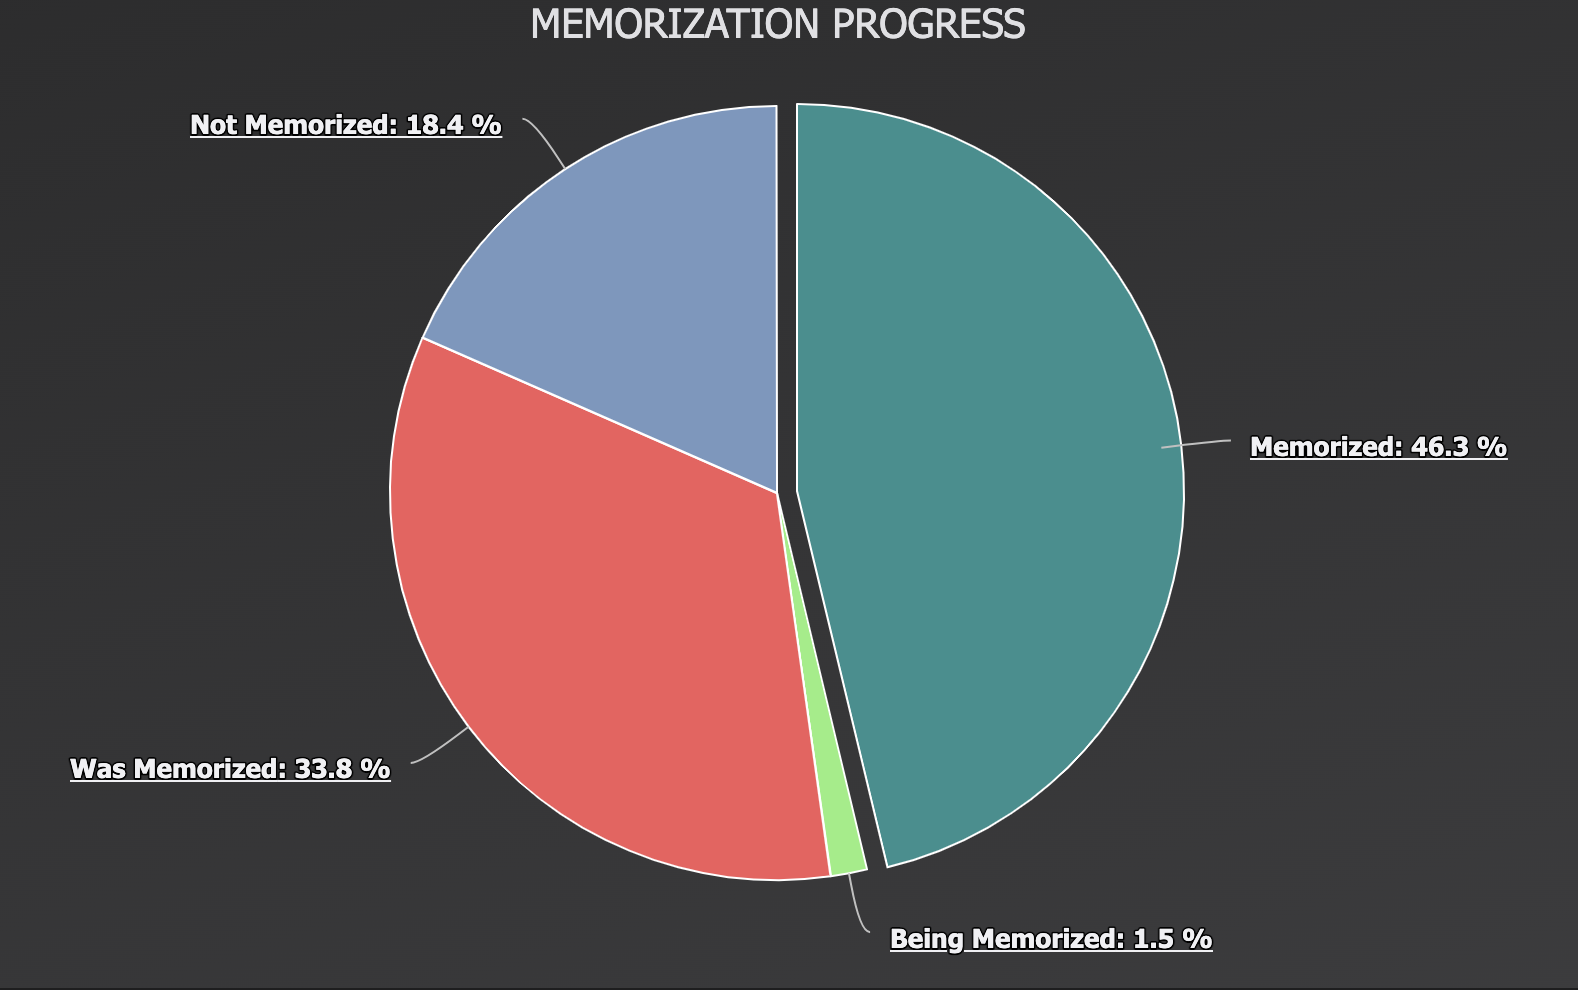 MEMORIZATION PROGRESS
Not Memorized: 18.4 %
Memorized: 46.3 %
Was Memorized: 33.8 %
Being Memorized: 1.5 %